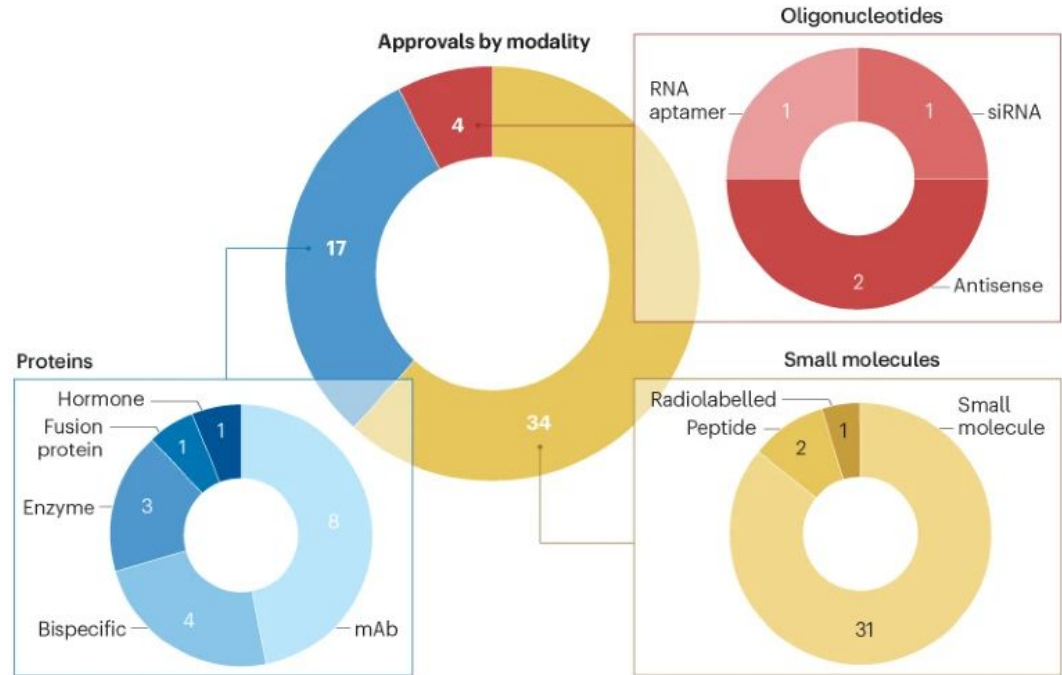 Approvals by modality
4
17
34
Oligonucleotides
RNA
aptamer
1
1
siRNA
2
Antisense
Proteins
Hormone
Fusion
protein
Enzyme
Bispecific
mAb
1
1
3
4
8
Small molecules
Radiolabelled
Peptide
Small
molecule
2
1
31